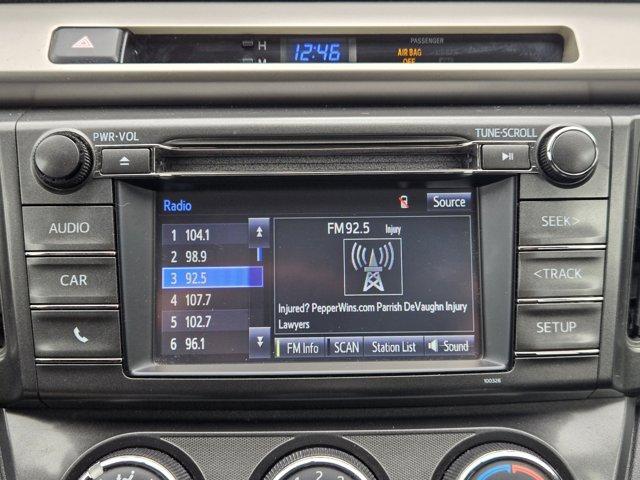 H
12:46
PASSENGER
AIR BAG
OFF
M
PWR·VOL
TUNE·SCROLL
Radio
Source
AUDIO
CAR
1 104.1
2 98.9
3 92.5
4 107.7
5 102.7
6 96.1
FM 92.5 Injury
Injured? PepperWins.com Parrish DeVaughn Injury
Lawyers
FM Info
SCAN
Station List
Sound
SEEK>
<TRACK
SETUP
100326